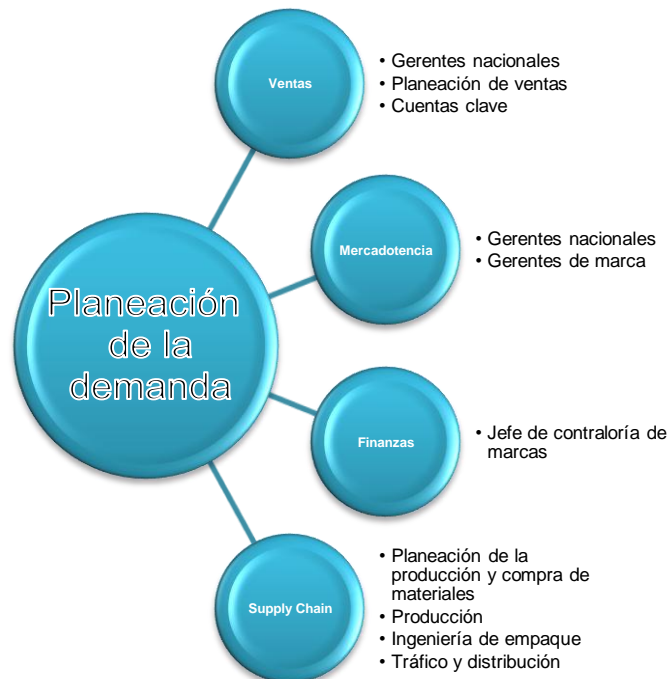 Ventas
• Gerentes nacionales
• Planeación de ventas
• Cuentas clave
Mercadotencia
• Gerentes nacionales
• Gerentes de marca
Planeación
de la
demanda
Finanzas
• Jefe de contraloría de
marcas
Supply Chain
• Planeación de la
producción y compra de
materiales
• Producción
• Ingeniería de empaque
• Tráfico y distribución